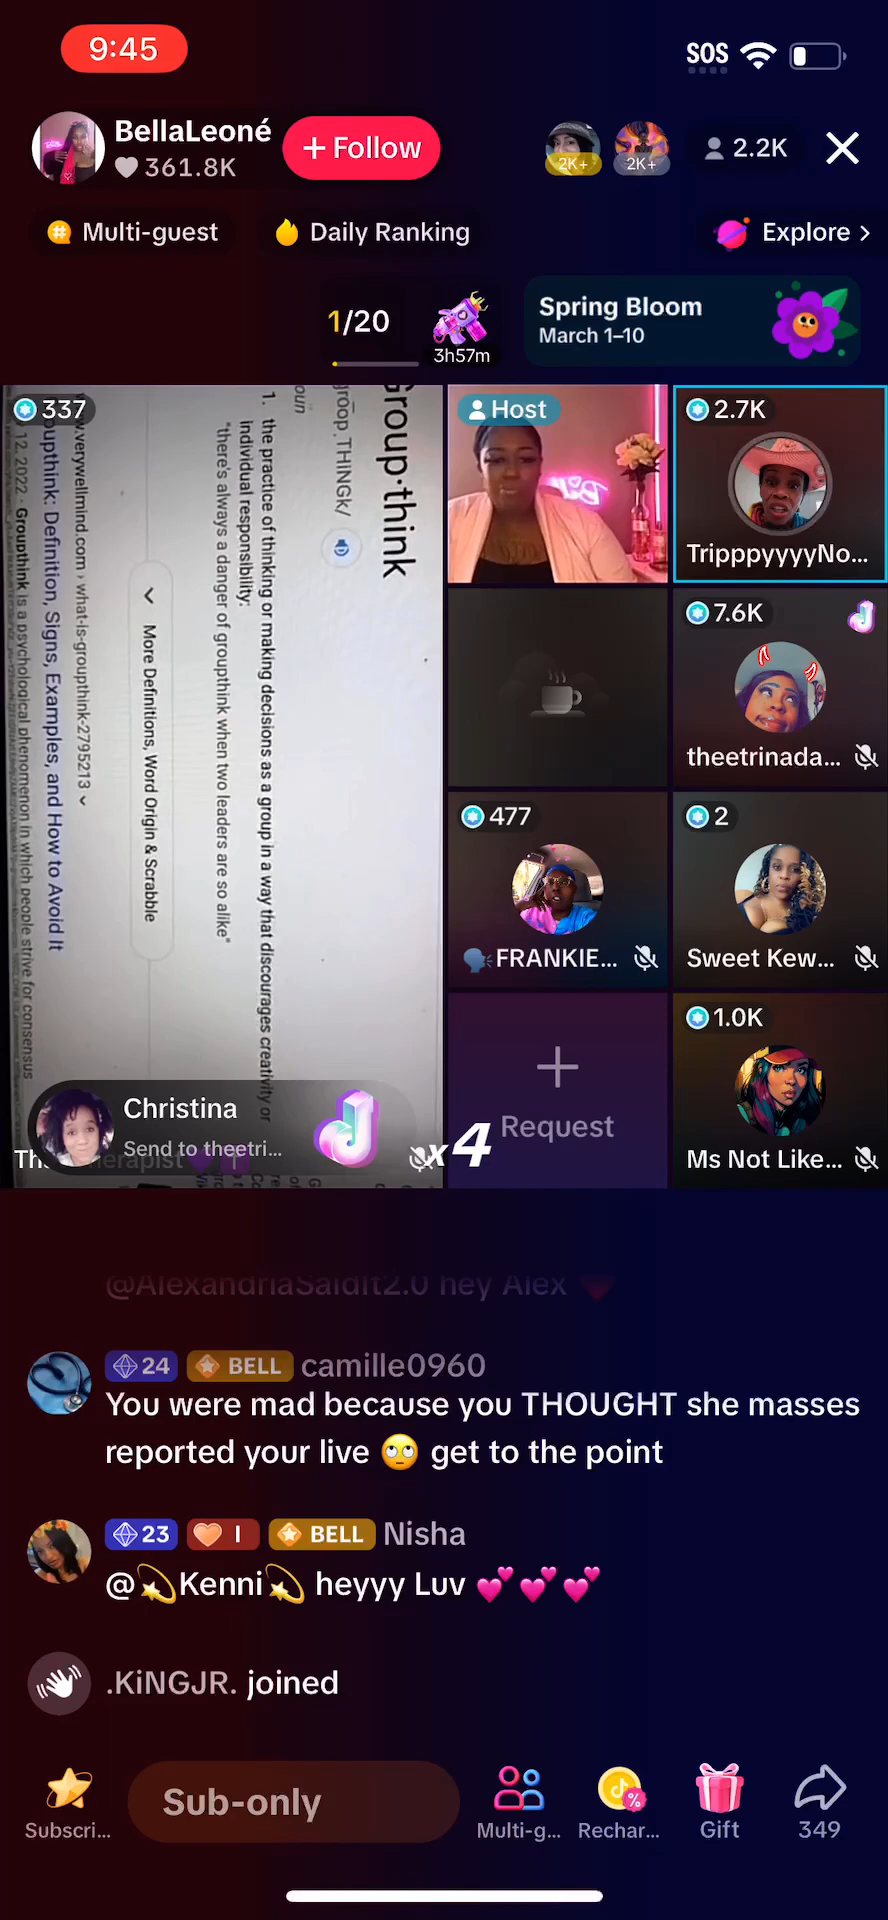 9:45
SOS
BellaLeoné
361.8K
+ Follow
2K+
2K+
2.2K
Multi-guest
Daily Ranking
Explore >
1/20
3h57m
Spring Bloom
March 1–10
337
Group·think
groop THINGk/
oun
1. the practice of thinking or making decisions as a group in a way that discourages creativity or
individual responsibility:
"there's always a danger of groupthink when two leaders are so alike"
More Definitions, Word Origin & Scrabble
w.verywellmind.com › what-is-groupthink-2795213
oupthink: Definition, Signs, Examples, and How to Avoid It
12, 2022 · Groupthink is a psychological phenomenon in which people strive for consensus
Host
2.7K
TripppyyyyNo...
7.6K
theetrinada...
477
FRANKIE...
2
Sweet Kew...
Request
1.0K
Ms Not Like...
Christina
Send to theetri...
x4
@AlexandriaSaidIt2.0 hey Alex
24 BELL camille0960
You were mad because you THOUGHT she masses
reported your live 🙄 get to the point
23 I BELL Nisha
@💫Kenni💫 heyyy Luv 💕💕💕
.KiNGJR. joined
Sub-only
Subscri...
Multi-g...
Rechar...
Gift
349